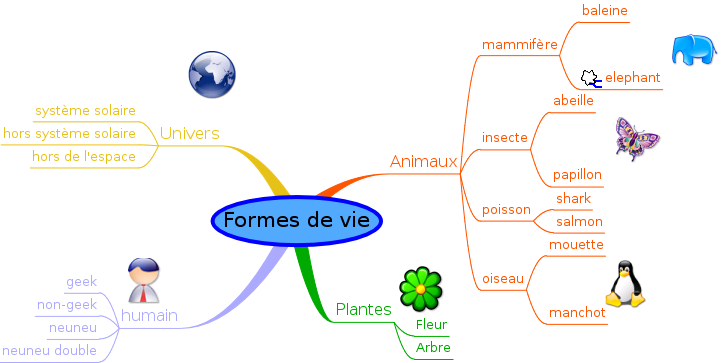 Formes de vie
Univers
système solaire
hors système solaire
hors de l'espace
humain
geek
non-geek
neuneu
neuneu double
Animaux
mammifère
baleine
elephant
insecte
abeille
papillon
poisson
shark
salmon
oiseau
mouette
manchot
Plantes
Fleur
Arbre